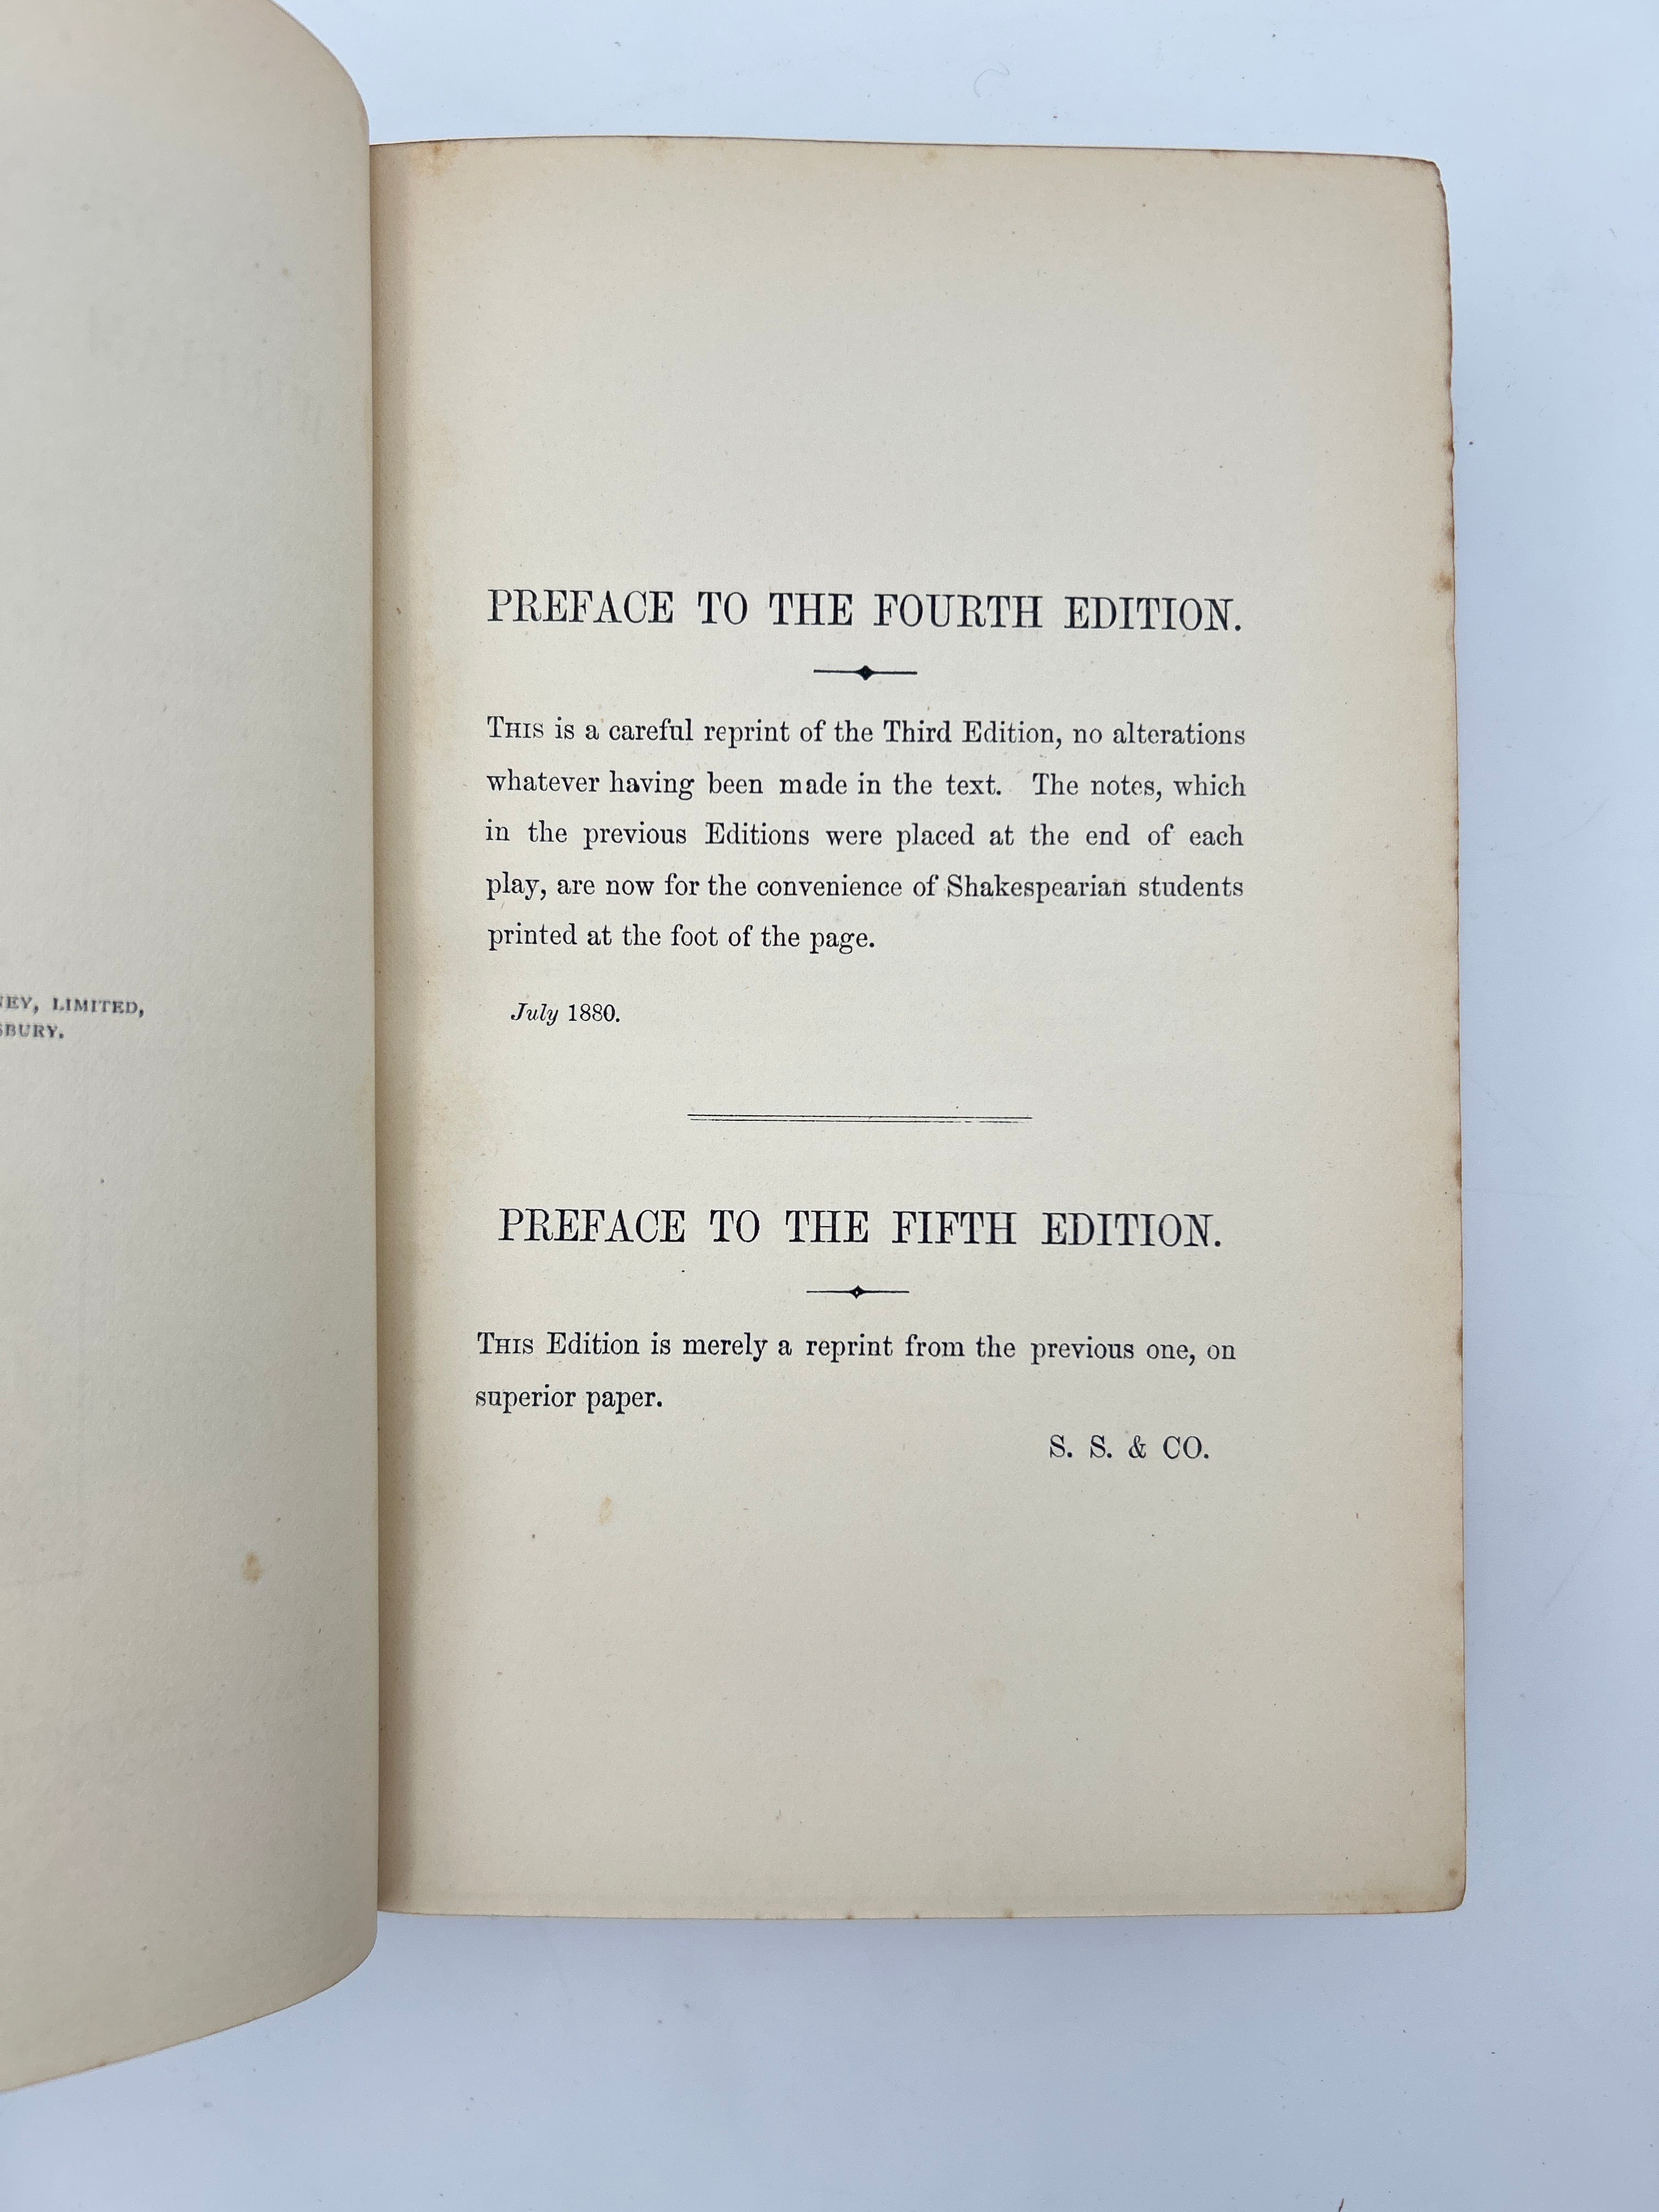 LIMITED,
PREFACE TO THE FOURTH EDITION.
THIS is a careful reprint of the Third Edition, no alterations
whatever having been made in the text. The notes, which
in the previous Editions were placed at the end of each
play, are now for the convenience of Shakespearian students
printed at the foot of the page.
July 1880.
PREFACE TO THE FIFTH EDITION.
THIS Edition is merely a reprint from the previous one, on
superior paper.
S. S. & CO.